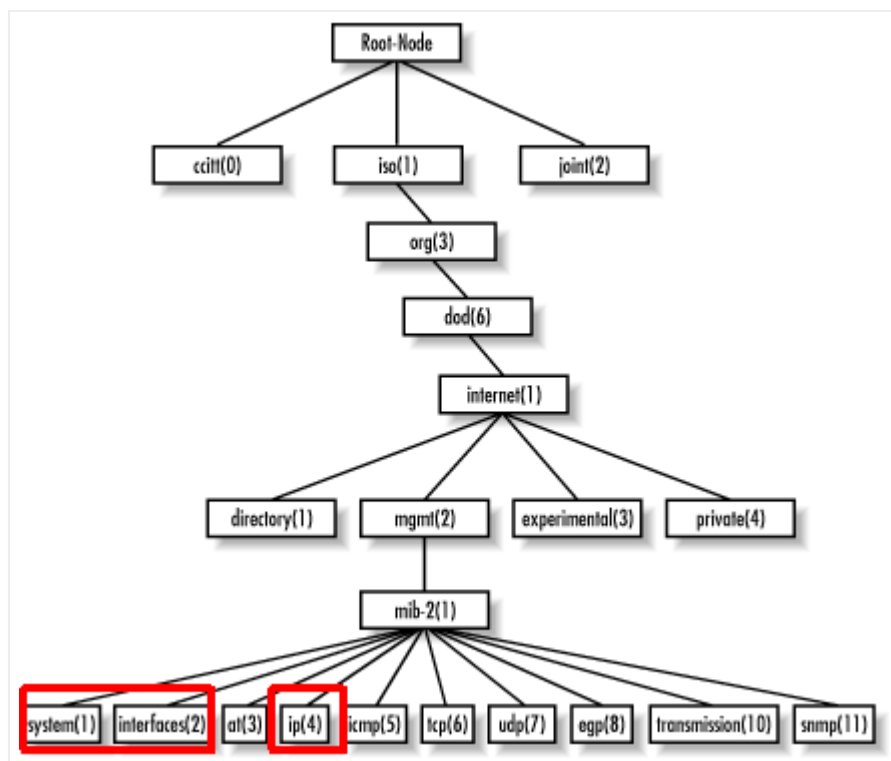 Root-Node
ccitt(0) iso(1) joint(2)
org(3)
dod(6)
internet(1)
directory(1) mgmt(2) experimental(3) private(4)
mib-2(1)
system(1) interfaces(2) at(3) ip(4) icmp(5) tcp(6) udp(7) egp(8) transmission(10) snmp(11)